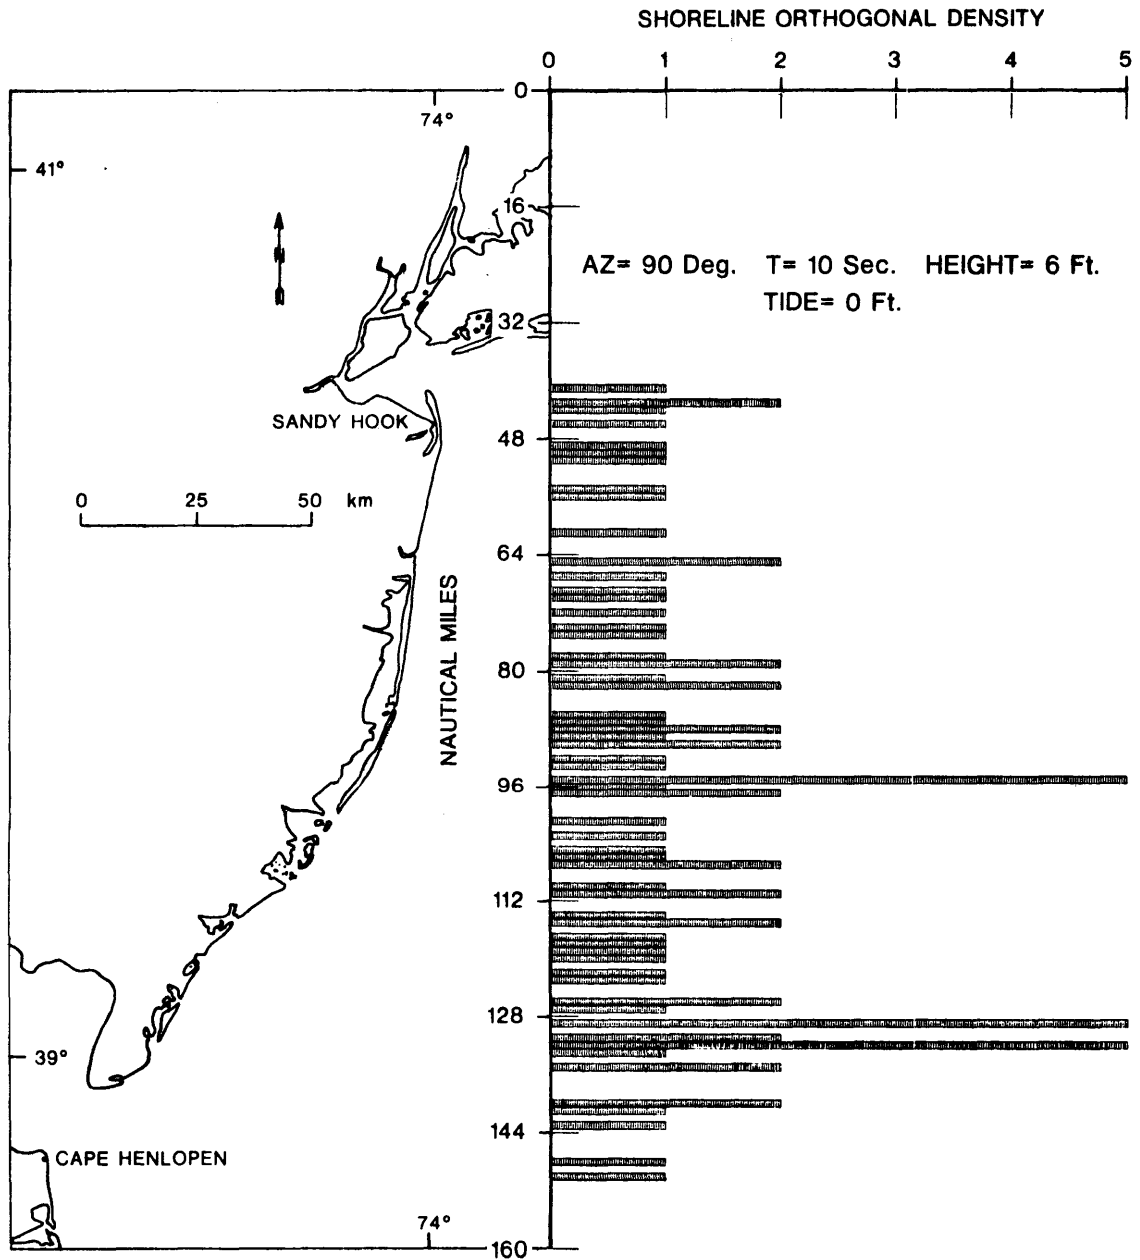 SHORELINE ORTHOGONAL DENSITY
0 1 2 3 4 5
0
74°
41°
16
AZ= 90 Deg. T= 10 Sec. HEIGHT= 6 Ft.
TIDE= 0 Ft.
N
32
SANDY HOOK
48
0 25 50 km
64
NAUTICAL MILES
80
96
112
128
39°
144
CAPE HENLOPEN
74°
160